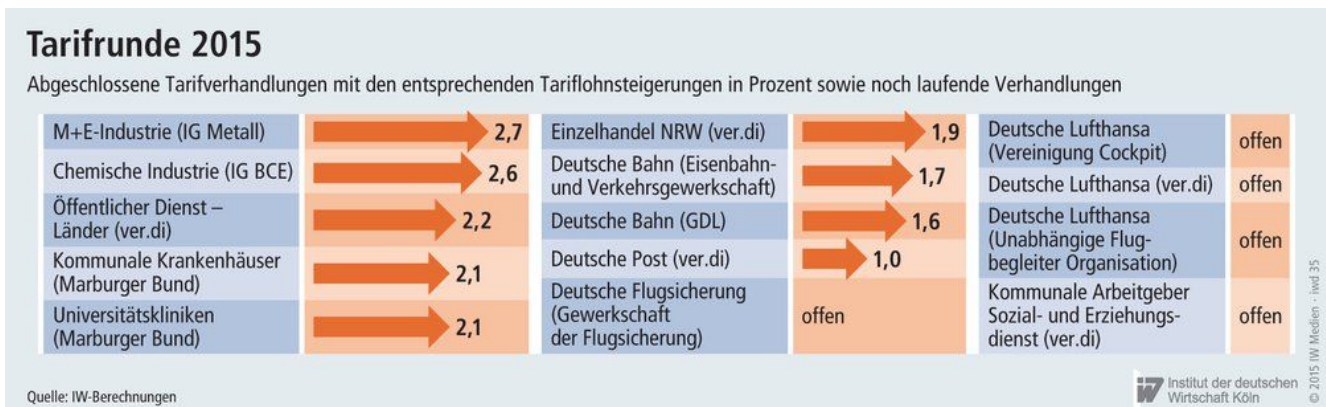 Tarifrunde 2015
Abgeschlossene Tarifverhandlungen mit den entsprechenden Tariflohnsteigerungen in Prozent sowie noch laufende Verhandlungen
M+E-Industrie (IG Metall)
2,7
Chemische Industrie (IG BCE)
2,6
Öffentlicher Dienst –
Länder (ver.di)
2,2
Kommunale Krankenhäuser
(Marburger Bund)
2,1
Universitätskliniken
(Marburger Bund)
2,1
Einzelhandel NRW (ver.di)
1,9
Deutsche Bahn (Eisenbahn-
und Verkehrsgewerkschaft)
1,7
Deutsche Bahn (GDL)
1,6
Deutsche Post (ver.di)
1,0
Deutsche Flugsicherung
(Gewerkschaft
der Flugsicherung)
offen
Deutsche Lufthansa
(Vereinigung Cockpit)
offen
Deutsche Lufthansa (ver.di)
offen
Deutsche Lufthansa
(Unabhängige Flug-
begleiter Organisation)
offen
Kommunale Arbeitgeber
Sozial- und Erziehungs-
dienst (ver.di)
offen
Quelle: IW-Berechnungen
Institut der deutschen
Wirtschaft Köln
© 2015 IW Medien · iwd 35